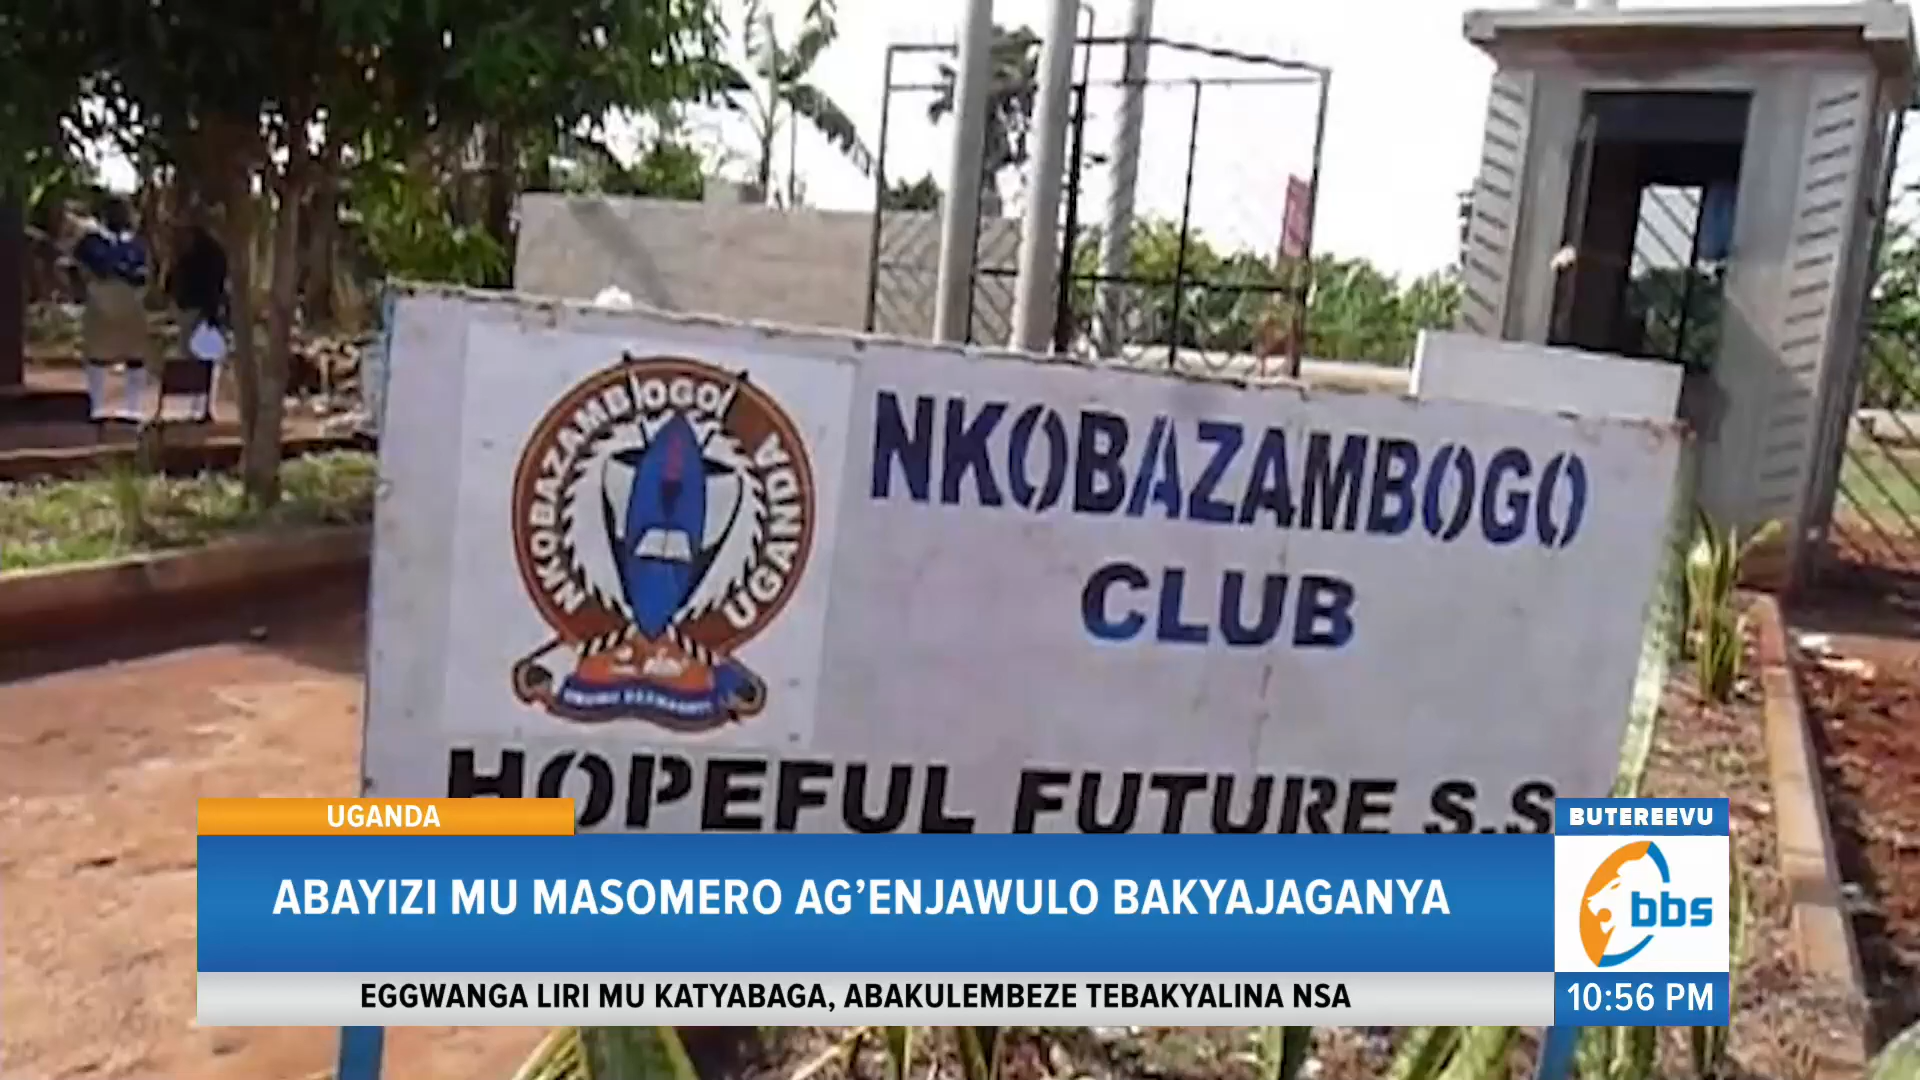 NKOBAZAMBOGO UGANDA
NKOBAZAMBOGO
CLUB
HOPEFUL FUTURE S.S
UGANDA
ABAYIZI MU MASOMERO AG’ENJAWULO BAKYAJAGANYA
EGGWANGA LIRI MU KATYABAGA, ABAKULEMBEZE TEBAKYALINA NSA
BUTEREEVU
bbs
10:56 PM